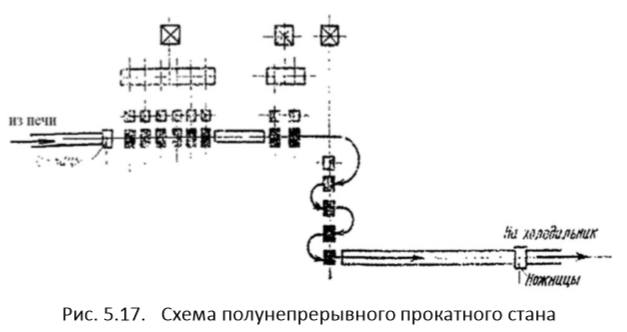 из печи
На холодильник
Ножницы
Рис. 5.17. Схема полунепрерывного прокатного стана